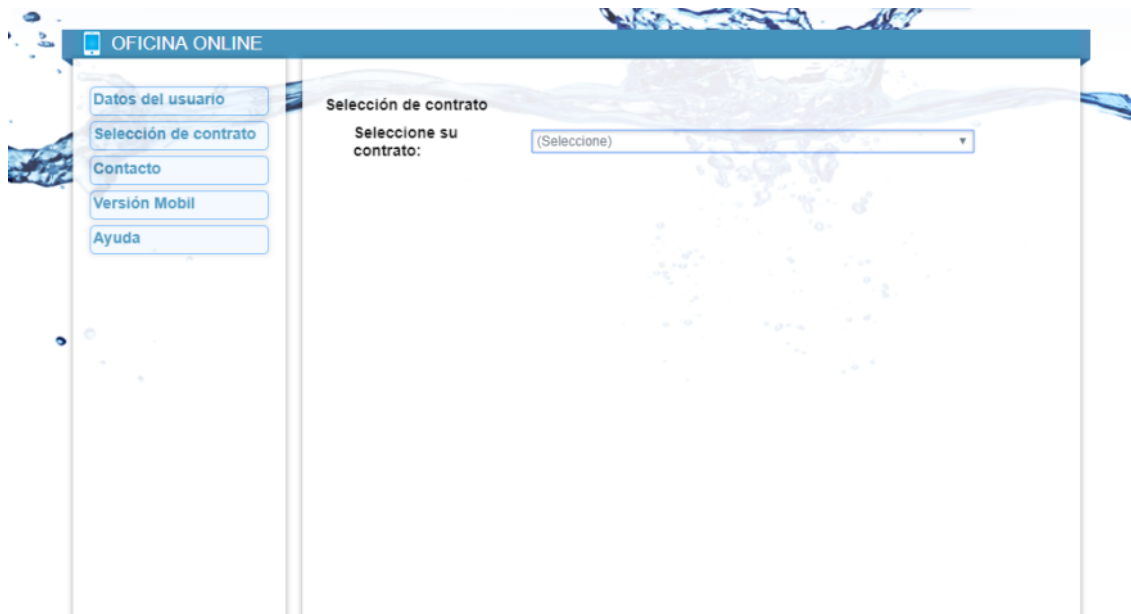 OFICINA ONLINE
Datos del usuario
Selección de contrato
Contacto
Versión Mobil
Ayuda
Selección de contrato
Seleccione su
contrato:
(Seleccione)